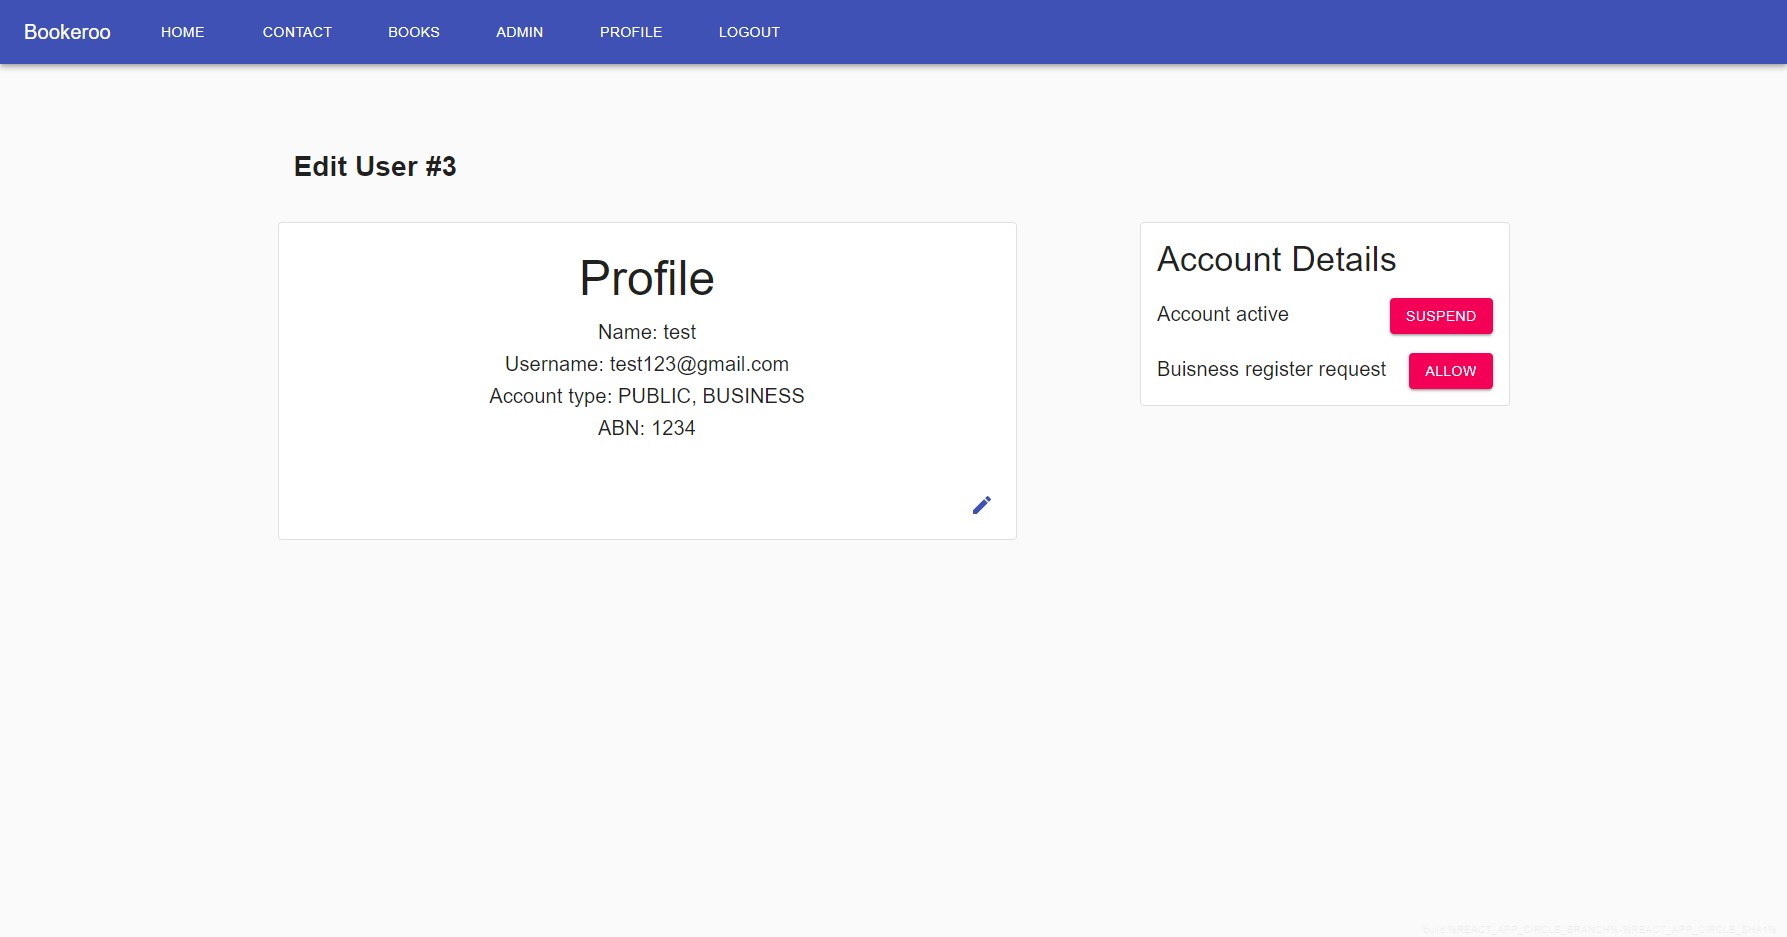 Bookeroo HOME CONTACT BOOKS ADMIN PROFILE LOGOUT
Edit User #3
Profile
Name: test
Username: test123@gmail.com
Account type: PUBLIC, BUSINESS
ABN: 1234
Account Details
Account active SUSPEND
Buisness register request ALLOW